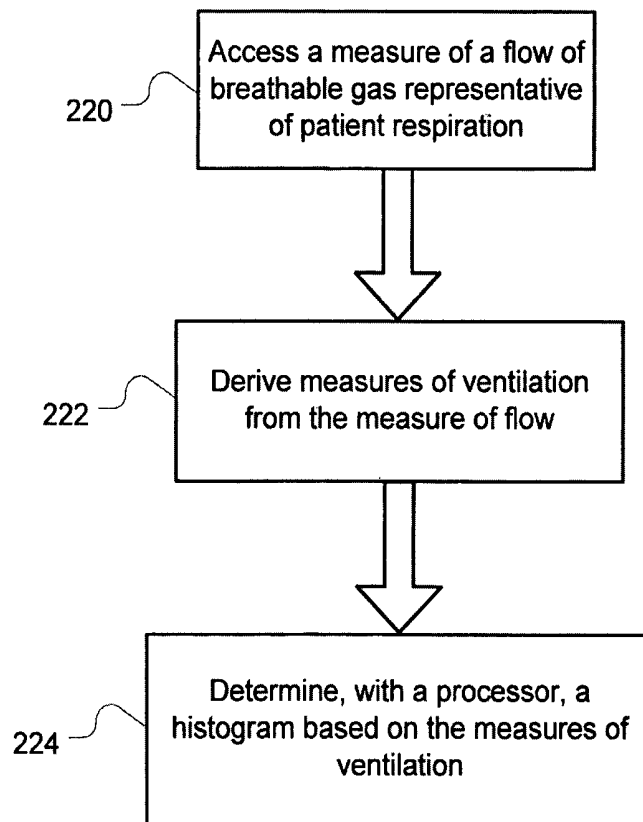 Access a measure of a flow of
breathable gas representative
of patient respiration
220
Derive measures of ventilation
from the measure of flow
222
Determine, with a processor, a
histogram based on the measures of
ventilation
224